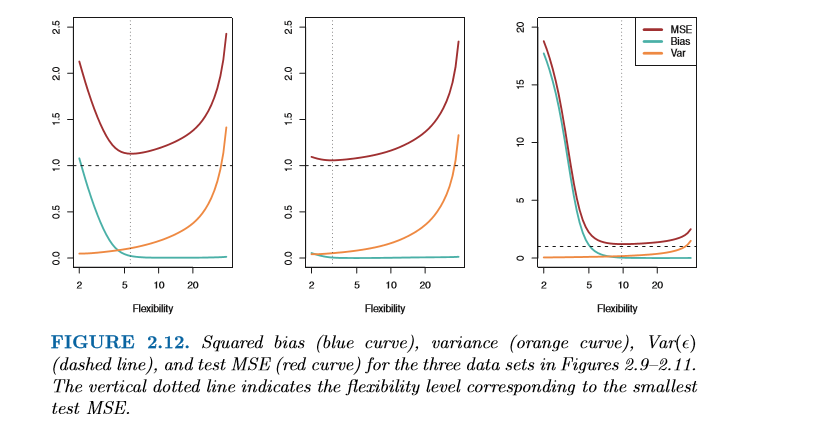 2.5
2.0
1.5
1.0
0.5
0.0
2 5 10 20
Flexibility
2.5
2.0
1.5
1.0
0.5
0.0
2 5 10 20
Flexibility
20
15
10
5
0
2 5 10 20
Flexibility
MSE
Bias
Var
FIGURE 2.12. Squared bias (blue curve), variance (orange curve), Var(ϵ)
(dashed line), and test MSE (red curve) for the three data sets in Figures 2.9–2.11.
The vertical dotted line indicates the flexibility level corresponding to the smallest
test MSE.